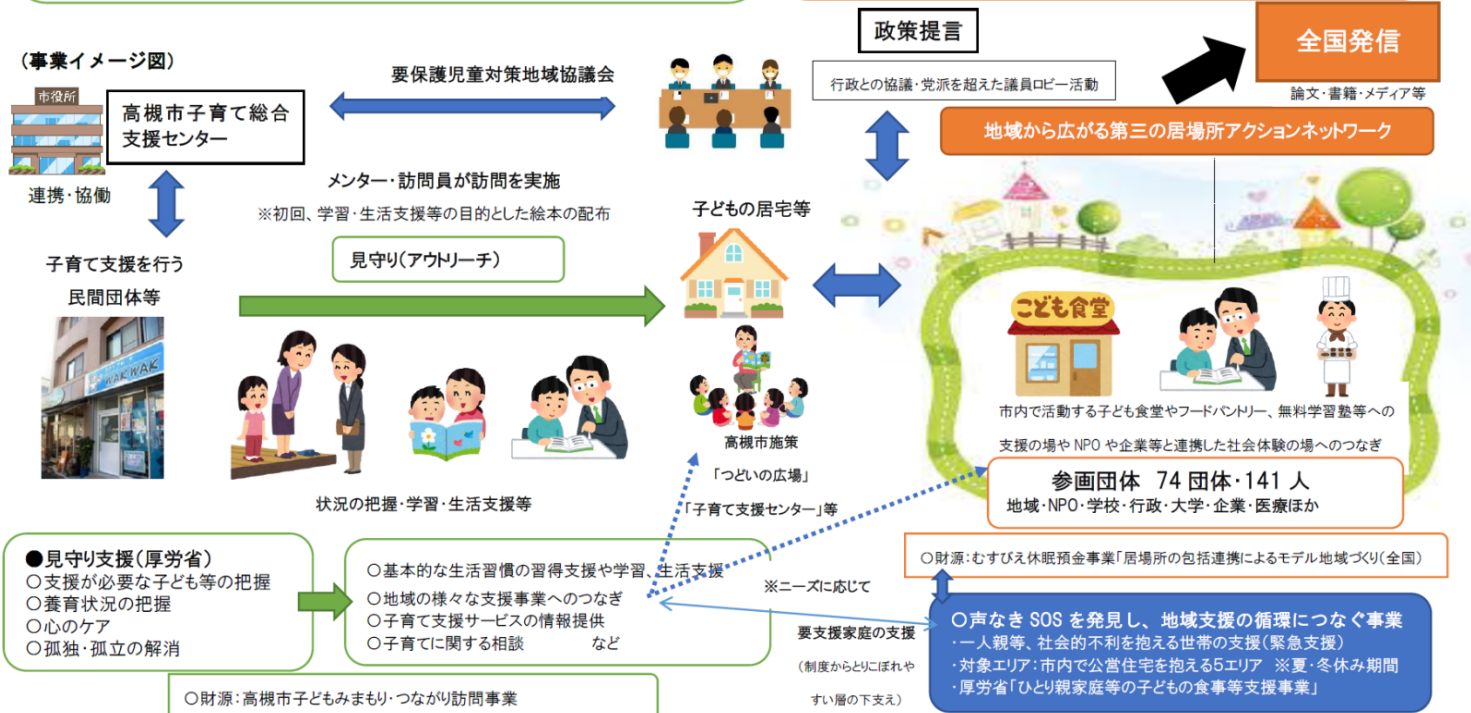 (事業イメージ図)
市役所
高槻市子育て総合
支援センター
連携・協働
要保護児童対策地域協議会
メンター・訪問員が訪問を実施
※初回、学習・生活支援等の目的とした絵本の配布
見守り(アウトリーチ)
子育て支援を行う
民間団体等
WAK WAK
状況の把握・学習・生活支援等
子どもの居宅等
高槻市施策
「つどいの広場」
「子育て支援センター」等
政策提言
行政との協議・党派を超えた議員ロビー活動
全国発信
論文・書籍・メディア等
地域から広がる第三の居場所アクションネットワーク
こども食堂
市内で活動する子ども食堂やフードパントリー、無料学習塾等への
支援の場や NPO や企業等と連携した社会体験の場へのつなぎ
参画団体 74 団体・141 人
地域・NPO・学校・行政・大学・企業・医療ほか
○財源:むすびえ休眠預金事業「居場所の包括連携によるモデル地域づくり(全国)
●見守り支援(厚労省)
○支援が必要な子ども等の把握
○養育状況の把握
○心のケア
○孤独・孤立の解消
○基本的な生活習慣の習得支援や学習、生活支援
○地域の様々な支援事業へのつなぎ
○子育て支援サービスの情報提供
○子育てに関する相談 など
○財源:高槻市子どもみまもり・つながり訪問事業
※ニーズに応じて
要支援家庭の支援
(制度からとりこぼれや
すい層の下支え)
○声なき SOS を発見し、地域支援の循環につなぐ事業
・一人親等、社会的不利を抱える世帯の支援(緊急支援)
・対象エリア:市内で公営住宅を抱える5エリア ※夏・冬休み期間
・厚労省「ひとり親家庭等の子どもの食事等支援事業」